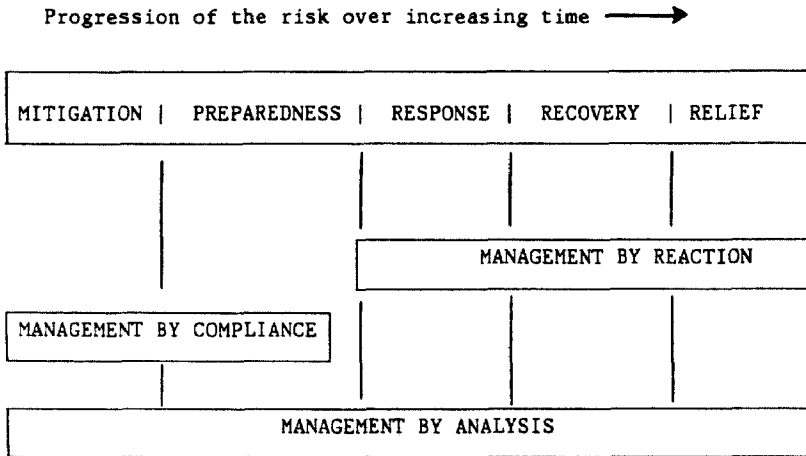 Progression of the risk over increasing time
MITIGATION | PREPAREDNESS | RESPONSE | RECOVERY | RELIEF
MANAGEMENT BY REACTION
MANAGEMENT BY COMPLIANCE
MANAGEMENT BY ANALYSIS